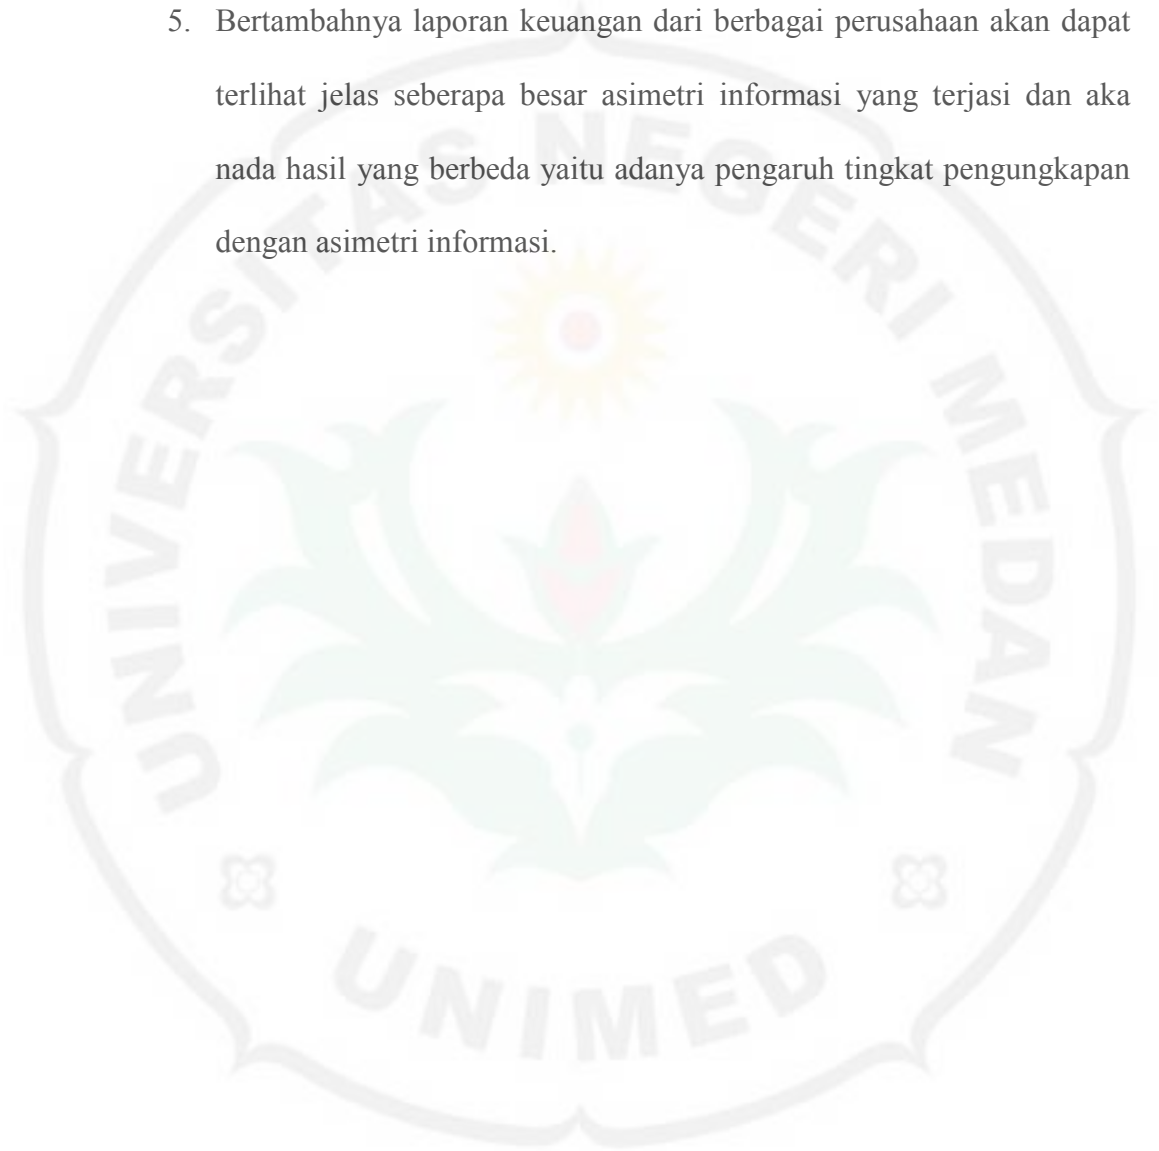 5. Bertambahnya laporan keuangan dari berbagai perusahaan akan dapat
terlihat jelas seberapa besar asimetri informasi yang terjasi dan aka
nada hasil yang berbeda yaitu adanya pengaruh tingkat pengungkapan
dengan asimetri informasi.
UNIVERSITAS NEGERI MEDAN
UNIMED